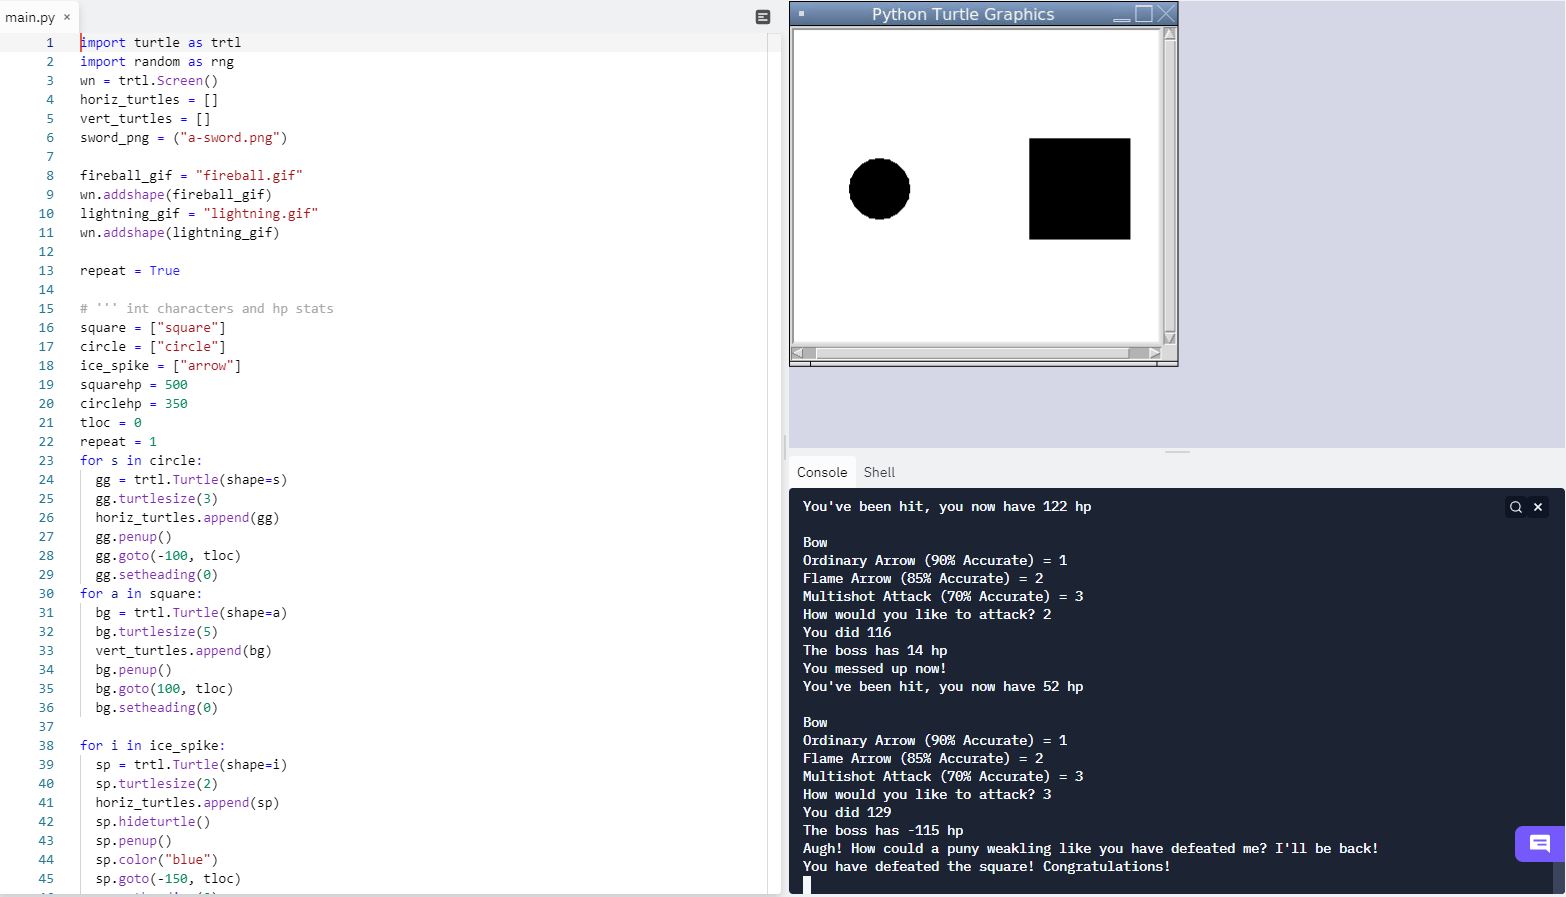 main.py ×
1 import turtle as trtl
2 import random as rng
3 wn = trtl.Screen()
4 horiz_turtles = []
5 vert_turtles = []
6 sword_png = ("a-sword.png")
7
8 fireball_gif = "fireball.gif"
9 wn.addshape(fireball_gif)
10 lightning_gif = "lightning.gif"
11 wn.addshape(lightning_gif)
12
13 repeat = True
14
15 # ''' int characters and hp stats
16 square = ["square"]
17 circle = ["circle"]
18 ice_spike = ["arrow"]
19 squarehp = 500
20 circlehp = 350
21 tloc = 0
22 repeat = 1
23 for s in circle:
24 gg = trtl.Turtle(shape=s)
25 gg.turtlesize(3)
26 horiz_turtles.append(gg)
27 gg.penup()
28 gg.goto(-100, tloc)
29 gg.setheading(0)
30 for a in square:
31 bg = trtl.Turtle(shape=a)
32 bg.turtlesize(5)
33 vert_turtles.append(bg)
34 bg.penup()
35 bg.goto(100, tloc)
36 bg.setheading(0)
37
38 for i in ice_spike:
39 sp = trtl.Turtle(shape=i)
40 sp.turtlesize(2)
41 horiz_turtles.append(sp)
42 sp.hideturtle()
43 sp.penup()
44 sp.color("blue")
45 sp.goto(-150, tloc)
Python Turtle Graphics
Console Shell
You've been hit, you now have 122 hp
Bow
Ordinary Arrow (90% Accurate) = 1
Flame Arrow (85% Accurate) = 2
Multishot Attack (70% Accurate) = 3
How would you like to attack? 2
You did 116
The boss has 14 hp
You messed up now!
You've been hit, you now have 52 hp
Bow
Ordinary Arrow (90% Accurate) = 1
Flame Arrow (85% Accurate) = 2
Multishot Attack (70% Accurate) = 3
How would you like to attack? 3
You did 129
The boss has -115 hp
Augh! How could a puny weakling like you have defeated me? I'll be back!
You have defeated the square! Congratulations!